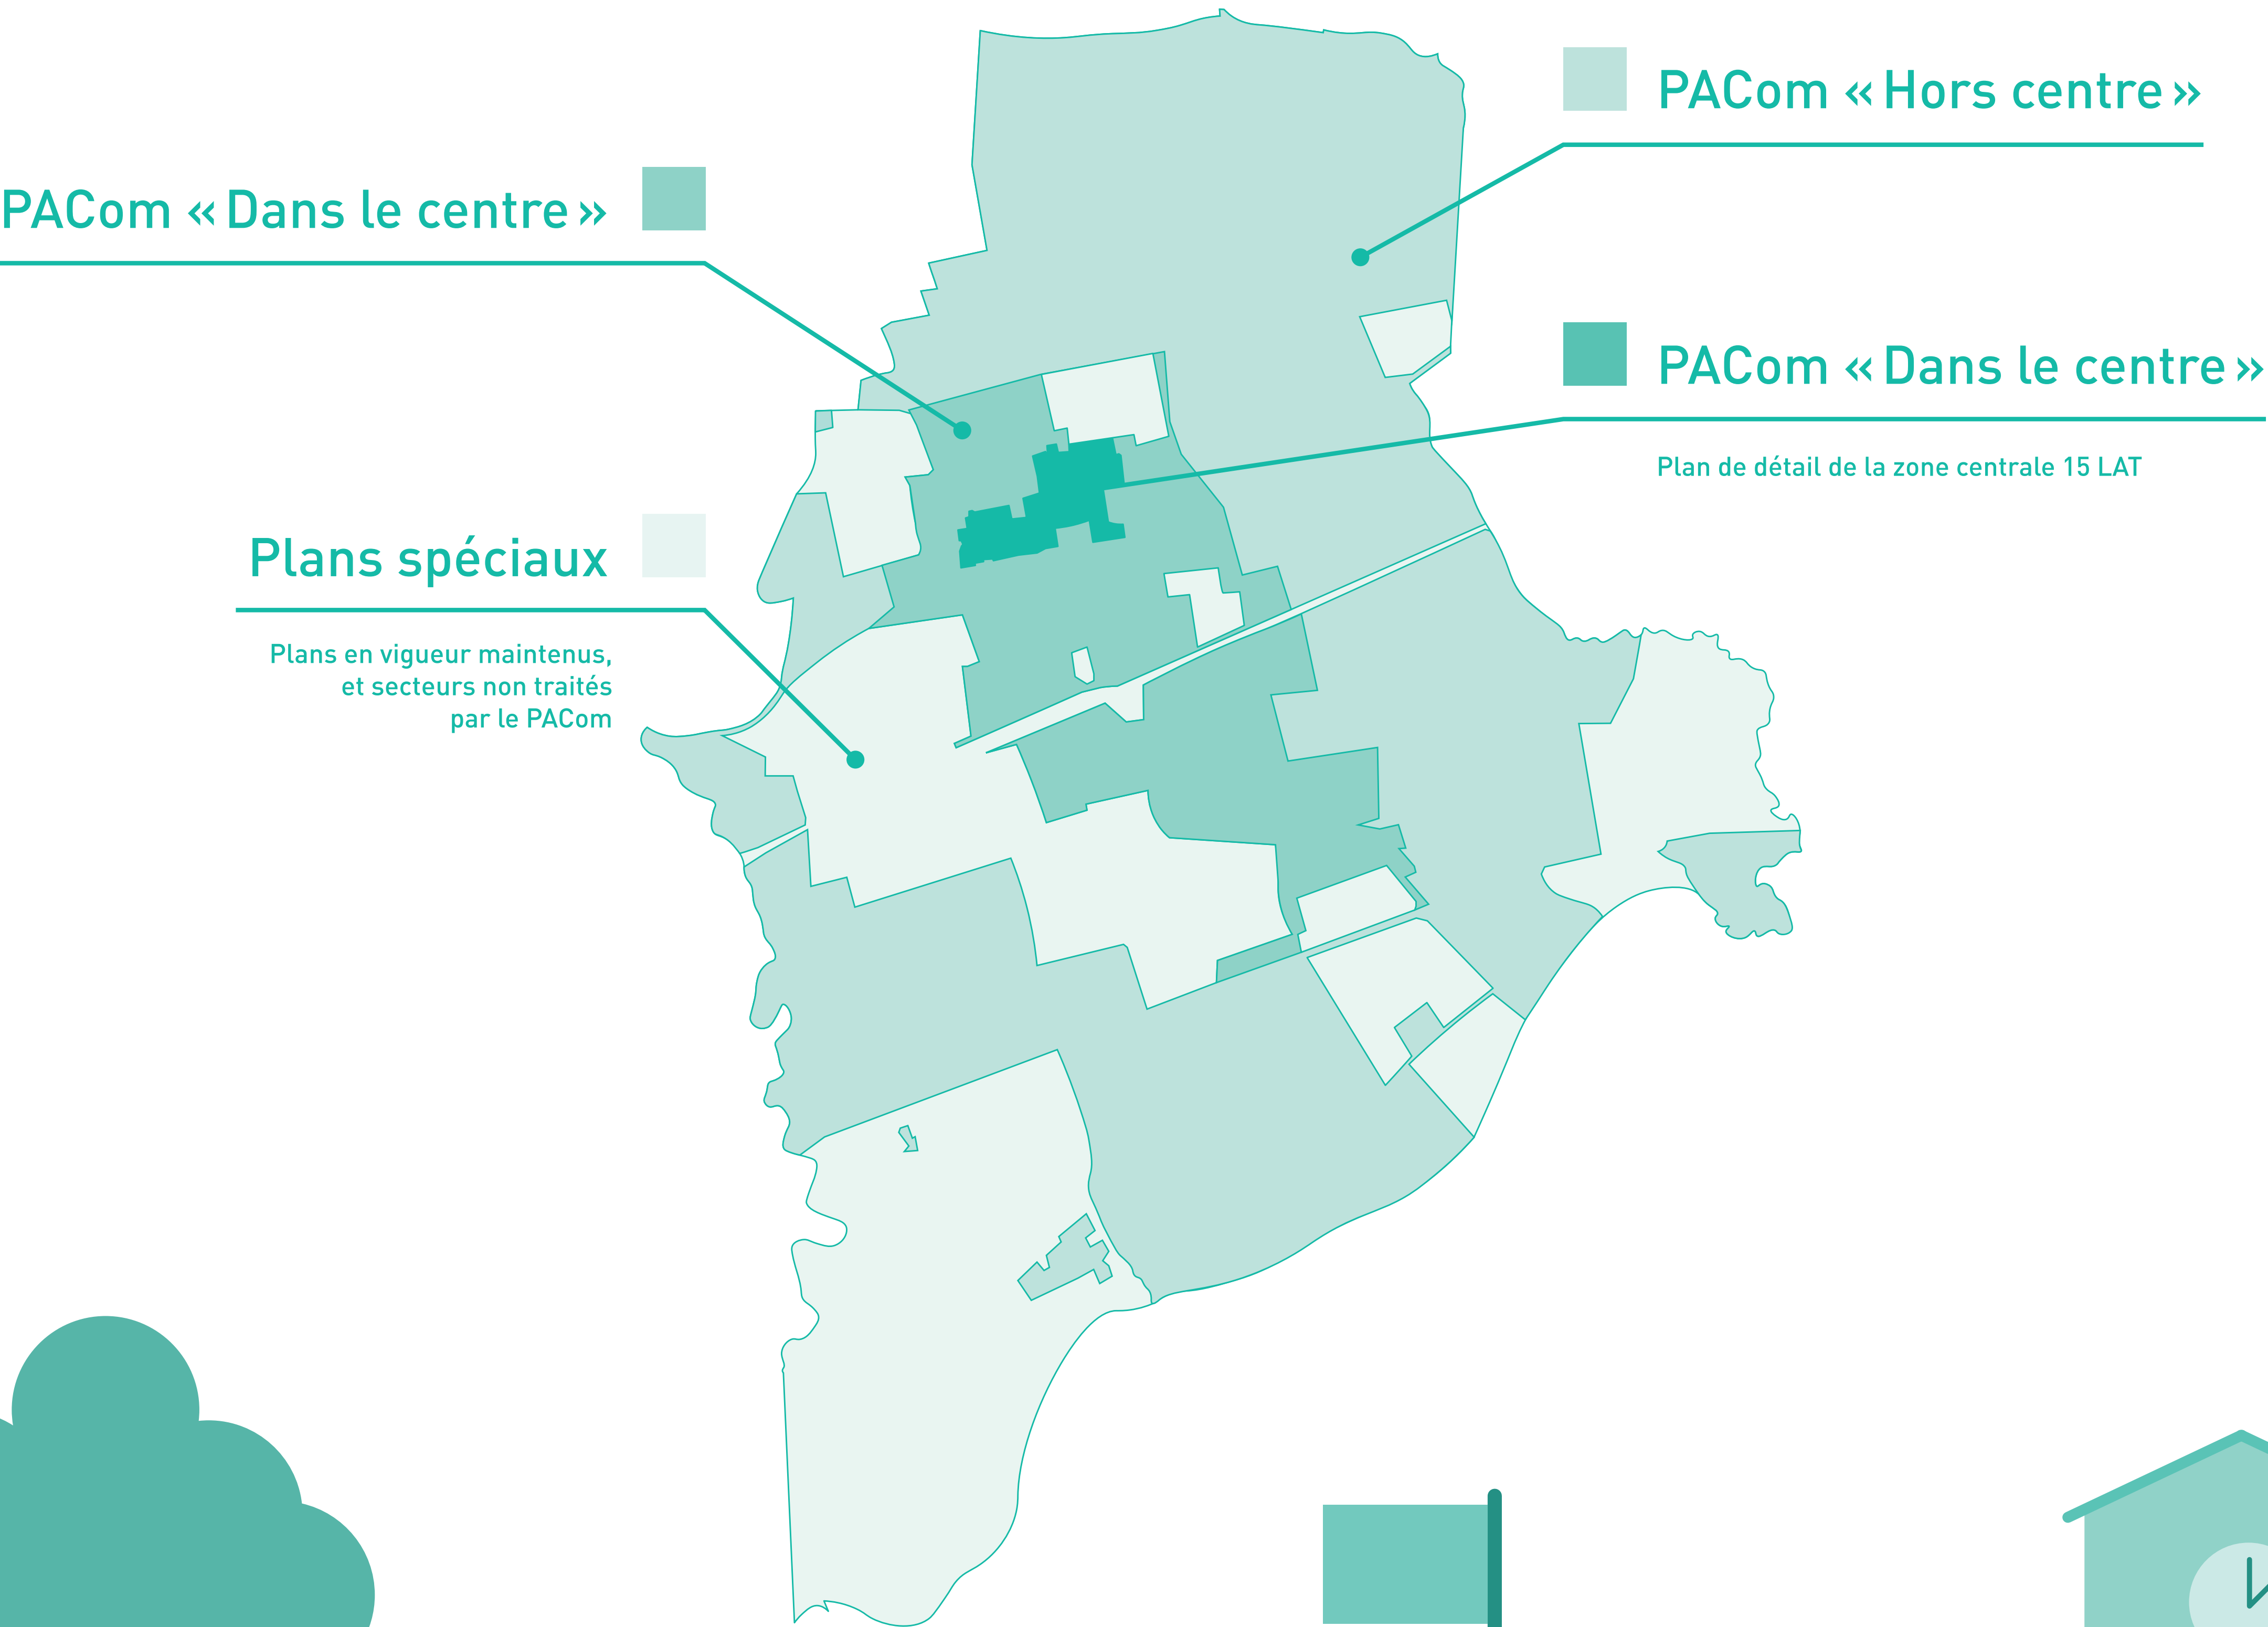 PACom « Hors centre »
PACom « Dans le centre »
PACom « Dans le centre »
Plan de détail de la zone centrale 15 LAT
Plans spéciaux
Plans en vigueur maintenus,
et secteurs non traités
par le PACom